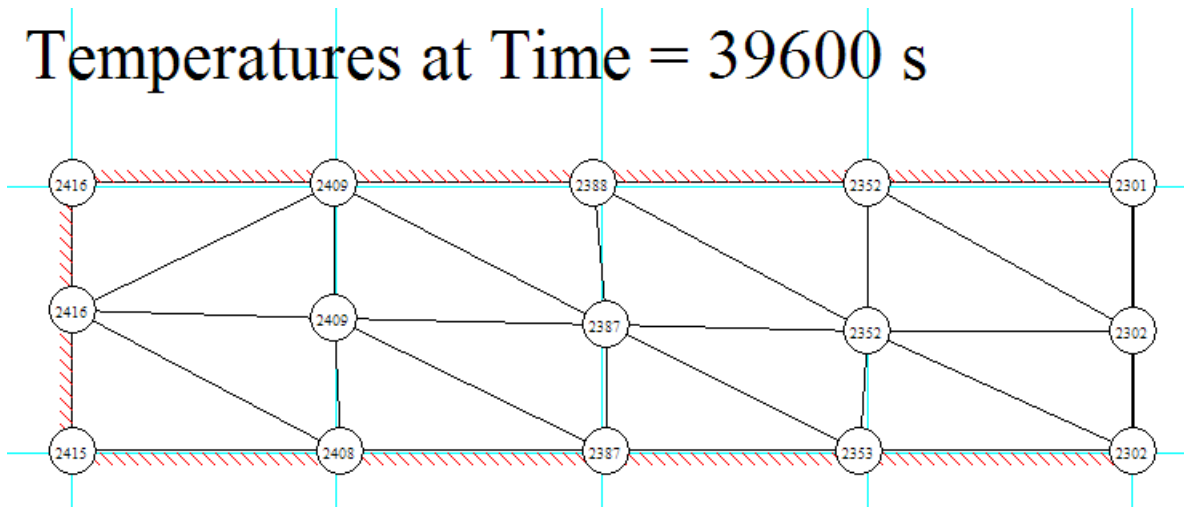 Temperatures at Time = 39600 s
2416 2409 2388 2352 2301
2416 2409 2387 2352 2302
2415 2408 2387 2353 2302